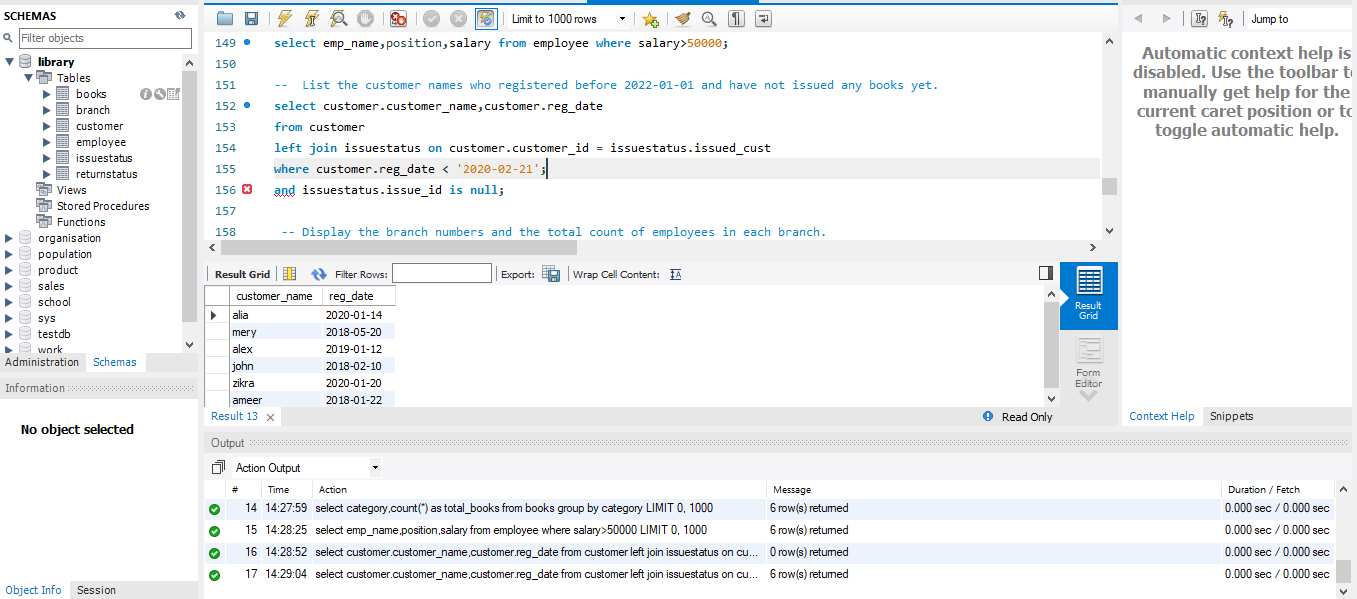 SCHEMAS
Filter objects
library
Tables
books
branch
customer
employee
issuestatus
returnstatus
Views
Stored Procedures
Functions
organisation
population
product
sales
school
sys
testdb
work
Administration Schemas
Information
No object selected
Object Info Session
Limit to 1000 rows
149 select emp_name,position,salary from employee where salary>50000;
150
151 -- List the customer names who registered before 2022-01-01 and have not issued any books yet.
152 select customer.customer_name,customer.reg_date
153 from customer
154 left join issuestatus on customer.customer_id = issuestatus.issued_cust
155 where customer.reg_date < '2020-02-21';
156 and issuestatus.issue_id is null;
157
158 -- Display the branch numbers and the total count of employees in each branch.
Result Grid Filter Rows: Export: Wrap Cell Content:
customer_name reg_date
alia 2020-01-14
mery 2018-05-20
alex 2019-01-12
john 2018-02-10
zikra 2020-01-20
ameer 2018-01-22
Result Grid
Form Editor
Result 13
Read Only
Output
Action Output
# Time Action Message Duration / Fetch
14 14:27:59 select category,count(*) as total_books from books group by category LIMIT 0, 1000 6 row(s) returned 0.000 sec / 0.000 sec
15 14:28:25 select emp_name,position,salary from employee where salary>50000 LIMIT 0, 1000 6 row(s) returned 0.000 sec / 0.000 sec
16 14:28:52 select customer.customer_name,customer.reg_date from customer left join issuestatus on cu... 0 row(s) returned 0.000 sec / 0.000 sec
17 14:29:04 select customer.customer_name,customer.reg_date from customer left join issuestatus on cu... 6 row(s) returned 0.000 sec / 0.000 sec
Jump to
Automatic context help is
disabled. Use the toolbar to
manually get help for the
current caret position or to
toggle automatic help.
Context Help Snippets